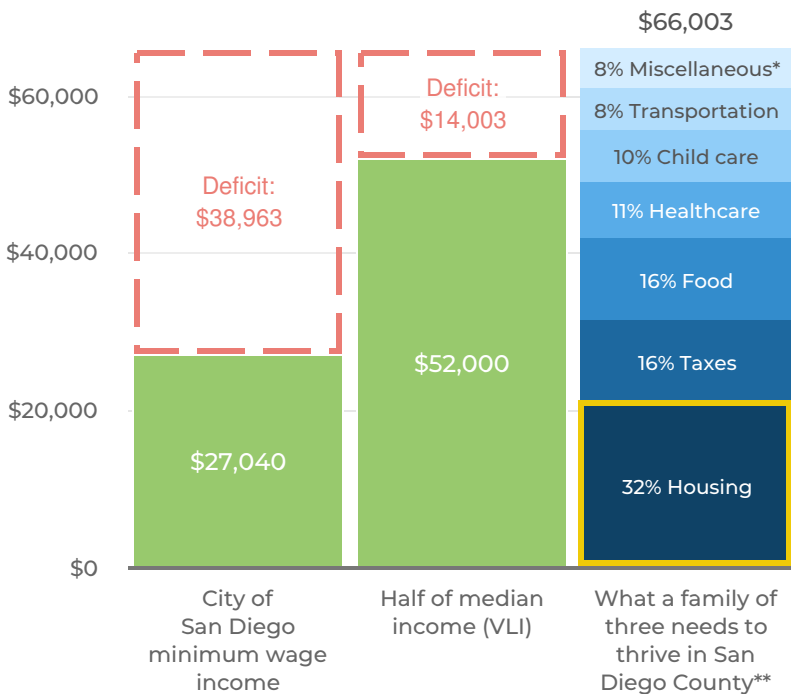 $66,003
8% Miscellaneous*
8% Transportation
10% Child care
11% Healthcare
16% Food
16% Taxes
32% Housing
Deficit:
$14,003
Deficit:
$38,963
$52,000
$27,040
$60,000
$40,000
$20,000
$0
City of
San Diego
minimum wage
income
Half of median
income (VLI)
What a family of
three needs to
thrive in San
Diego County**